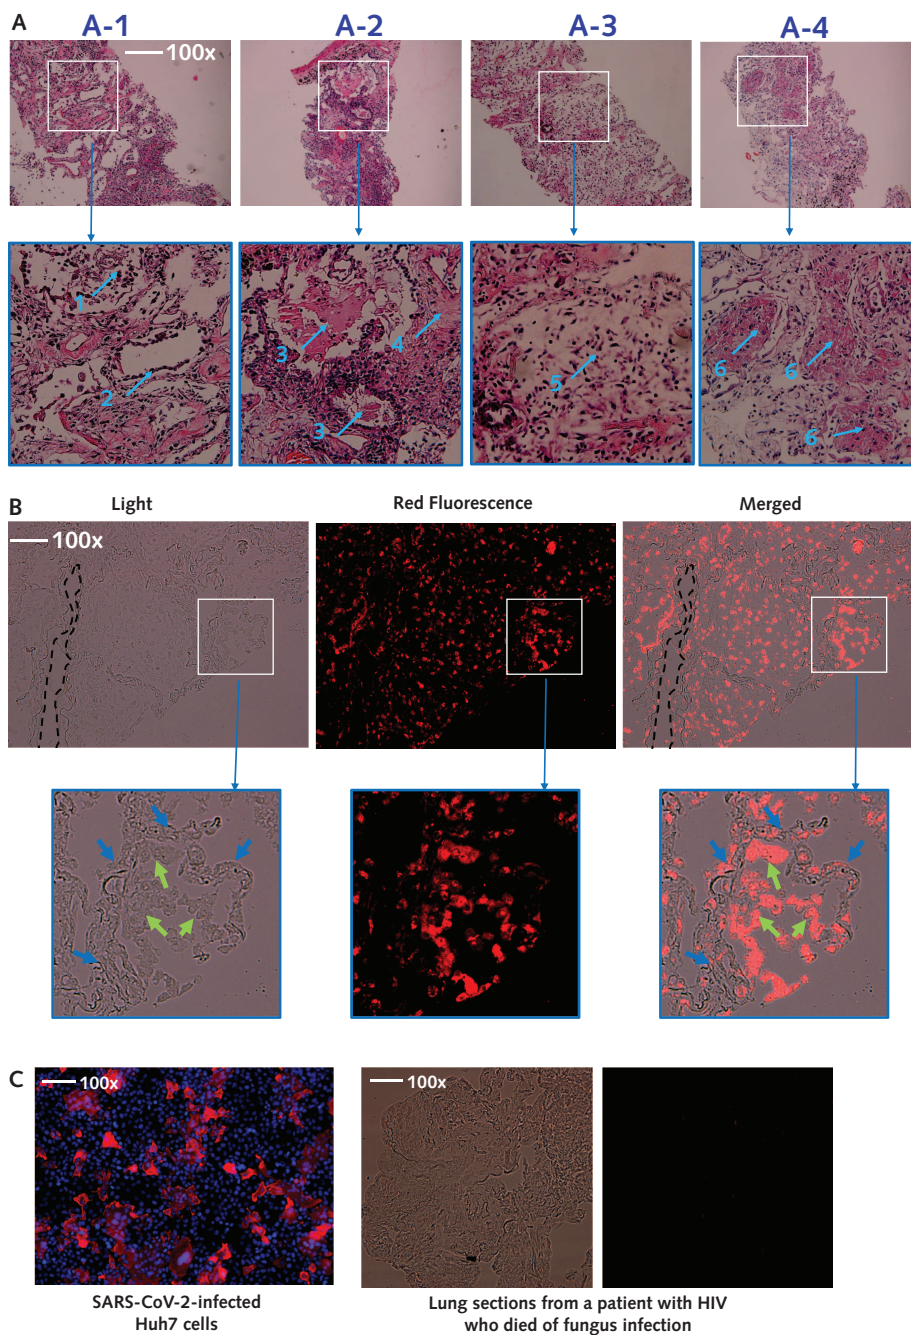 A
A-1
A-2
A-3
A-4
100x
1
2
3
4
3
5
6
6
6
B
Light
Red Fluorescence
Merged
100x
C
100x
100x
SARS-CoV-2-infected
Huh7 cells
Lung sections from a patient with HIV
who died of fungus infection